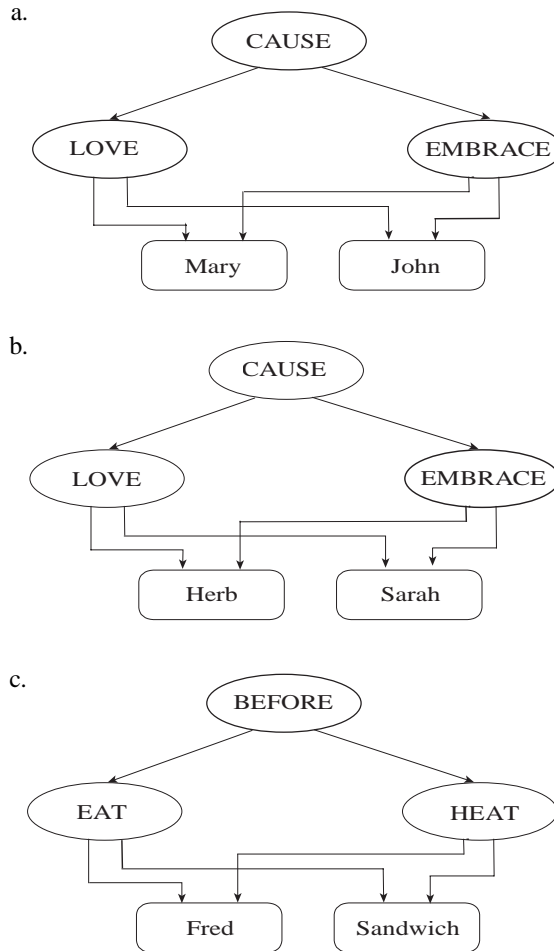 a.
CAUSE
LOVE EMBRACE
Mary John
b.
CAUSE
LOVE EMBRACE
Herb Sarah
c.
BEFORE
EAT HEAT
Fred Sandwich